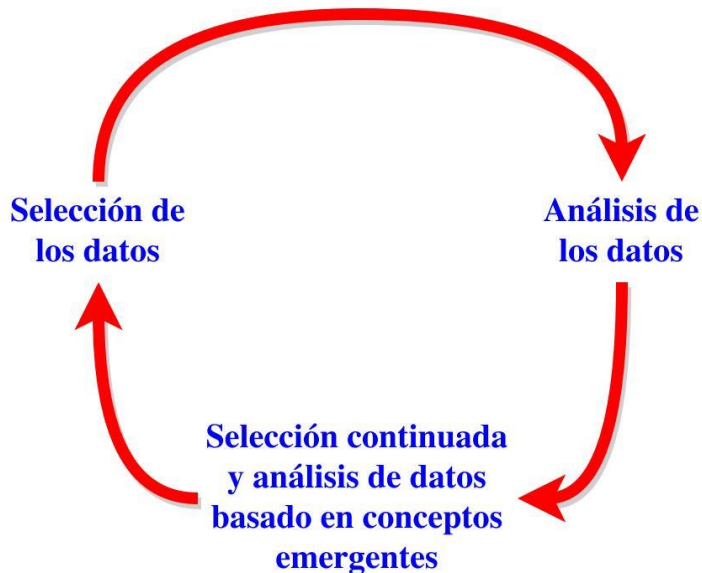 Selección de
los datos
Análisis de
los datos
Selección continuada
y análisis de datos
basado en conceptos
emergentes